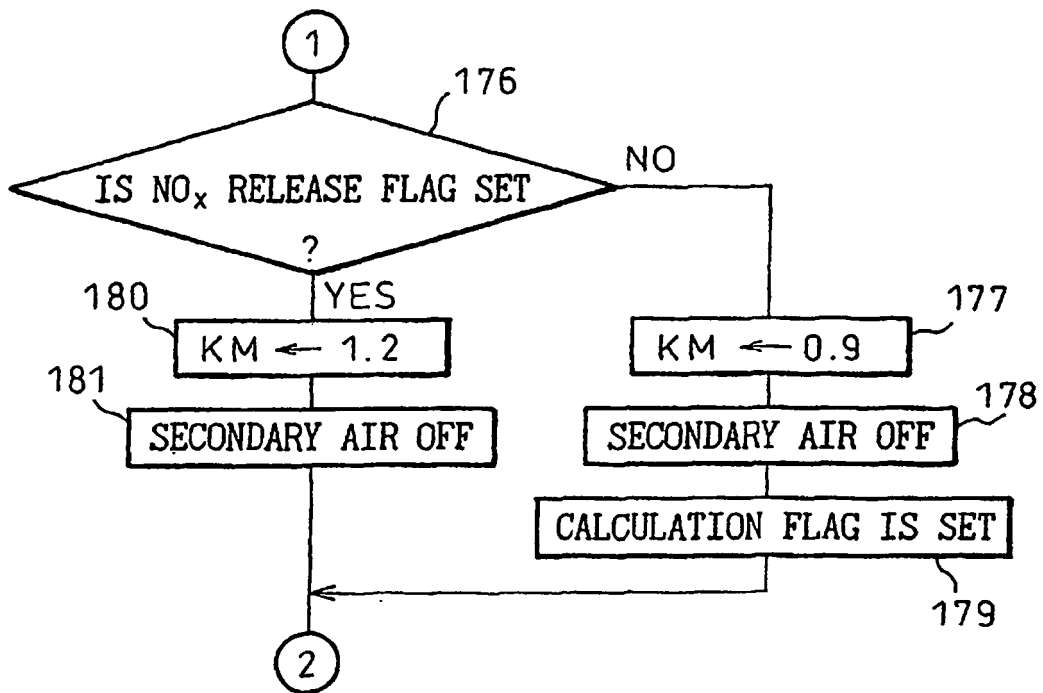 1
176
IS NOx RELEASE FLAG SET
?
NO
YES
180
KM ← 1.2
177
KM ← 0.9
181
SECONDARY AIR OFF
178
SECONDARY AIR OFF
CALCULATION FLAG IS SET
179
2